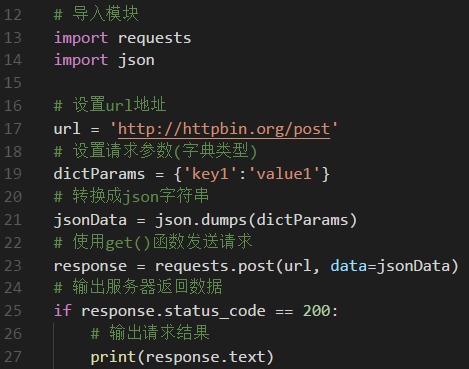 12 # 导入模块
13 import requests
14 import json
15
16 # 设置url地址
17 url = 'http://httpbin.org/post'
18 # 设置请求参数(字典类型)
19 dictParams = {'key1':'value1'}
20 # 转换成json字符串
21 jsonData = json.dumps(dictParams)
22 # 使用get()函数发送请求
23 response = requests.post(url, data=jsonData)
24 # 输出服务器返回数据
25 if response.status_code == 200:
26     # 输出请求结果
27     print(response.text)